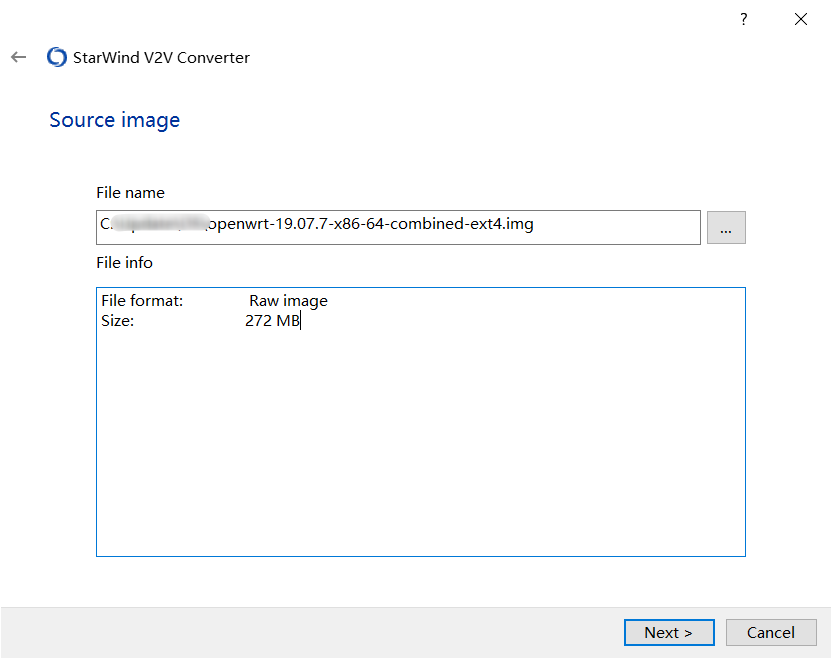 ?
StarWind V2V Converter
Source image
File name
C:
openwrt-19.07.7-x86-64-combined-ext4.img
...
File info
File format: Raw image
Size: 272 MB
Next >
Cancel